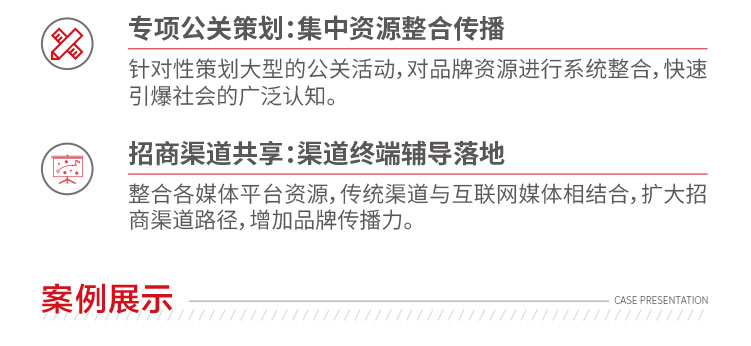 专项公关策划：集中资源整合传播
针对性策划大型的公关活动，对品牌资源进行系统整合，快速
引爆社会的广泛认知。
招商渠道共享：渠道终端辅导落地
整合各媒体平台资源，传统渠道与互联网媒体相结合，扩大招
商渠道路径，增加品牌传播力。
案例展示
CASE PRESENTATION